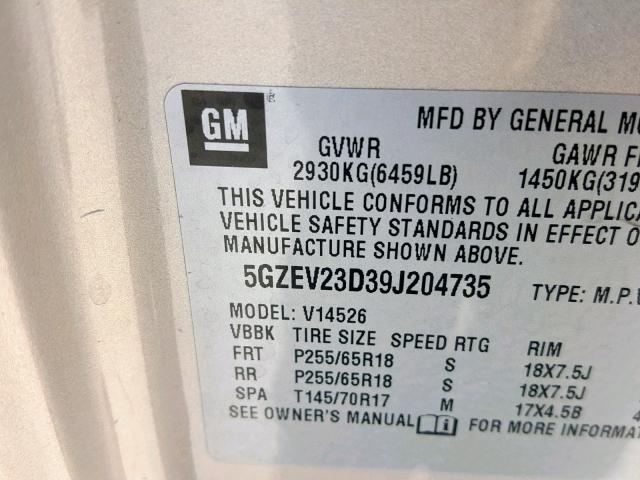 GM
®
MFD BY GENERAL
GVWR GAWR
2930KG(6459LB) 1450KG(319
THIS VEHICLE CONFORMS TO ALL
VEHICLE SAFETY STANDARDS IN EFFECT
MANUFACTURE SHOWN ABOVE.
5GZEV23D39J204735 TYPE: M.P.V
MODEL: V14526
VBBK TIRE SIZE SPEED RTG RIM
FRT P255/65R18 S 18X7.5J
RR P255/65R18 S 18X7.5J
SPA T145/70R17 M 17X4.5B
SEE OWNER'S MANUAL i FOR MORE